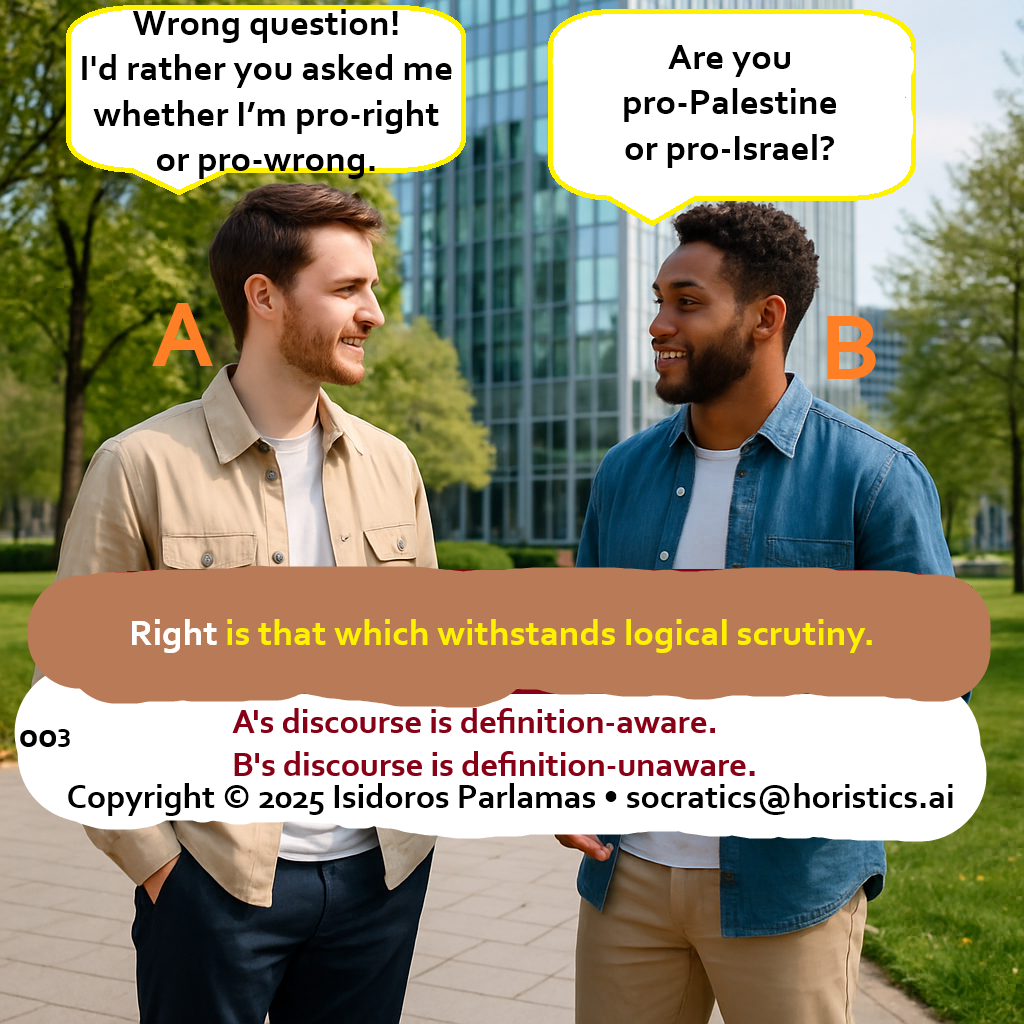 Wrong question!
I'd rather you asked me
whether I’m pro-right
or pro-wrong.
Are you
pro-Palestine
or pro-Israel?
A
B
Right is that which withstands logical scrutiny.
A's discourse is definition-aware.
003
B's discourse is definition-unaware.
Copyright © 2025 Isidoros Parlamas • socratics@horistics.ai